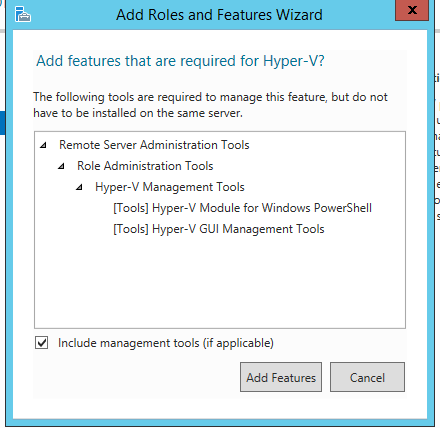 Add Roles and Features Wizard
x
Add features that are required for Hyper-V?
The following tools are required to manage this feature, but do not
have to be installed on the same server.
Remote Server Administration Tools
Role Administration Tools
Hyper-V Management Tools
[Tools] Hyper-V Module for Windows PowerShell
[Tools] Hyper-V GUI Management Tools
Include management tools (if applicable)
Add Features
Cancel